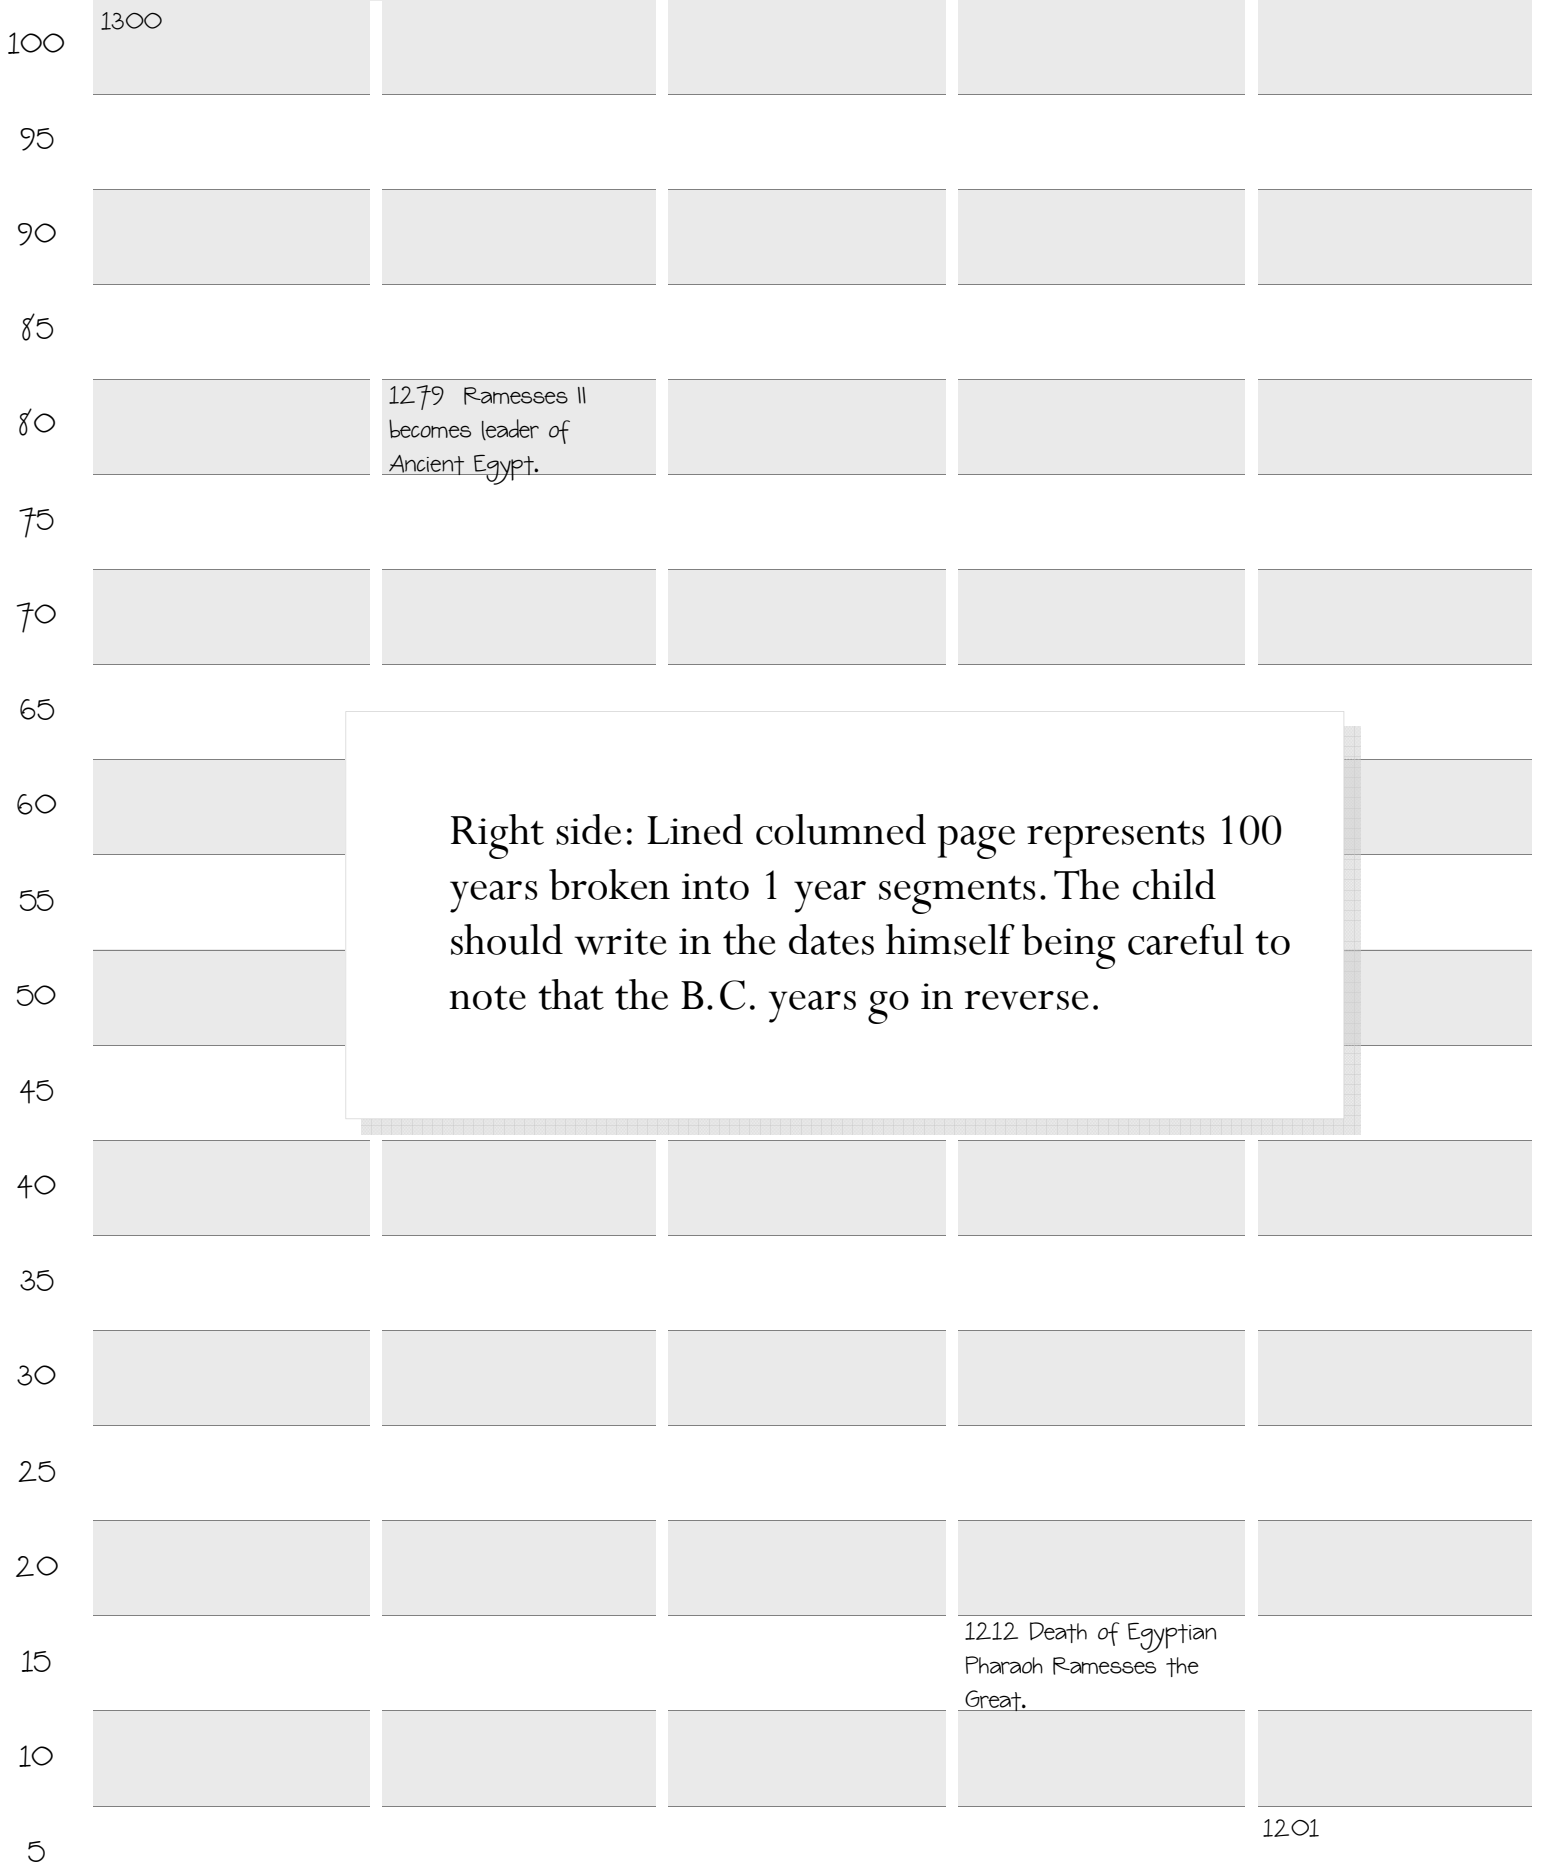 100
1300
95
90
85
80
1279 Ramesses II
becomes leader of
Ancient Egypt.
75
70
65
60
Right side: Lined columned page represents 100
years broken into 1 year segments. The child
should write in the dates himself being careful to
note that the B.C. years go in reverse.
55
50
45
40
35
30
25
20
15
1212 Death of Egyptian
Pharaoh Ramesses the
Great.
10
5
1201